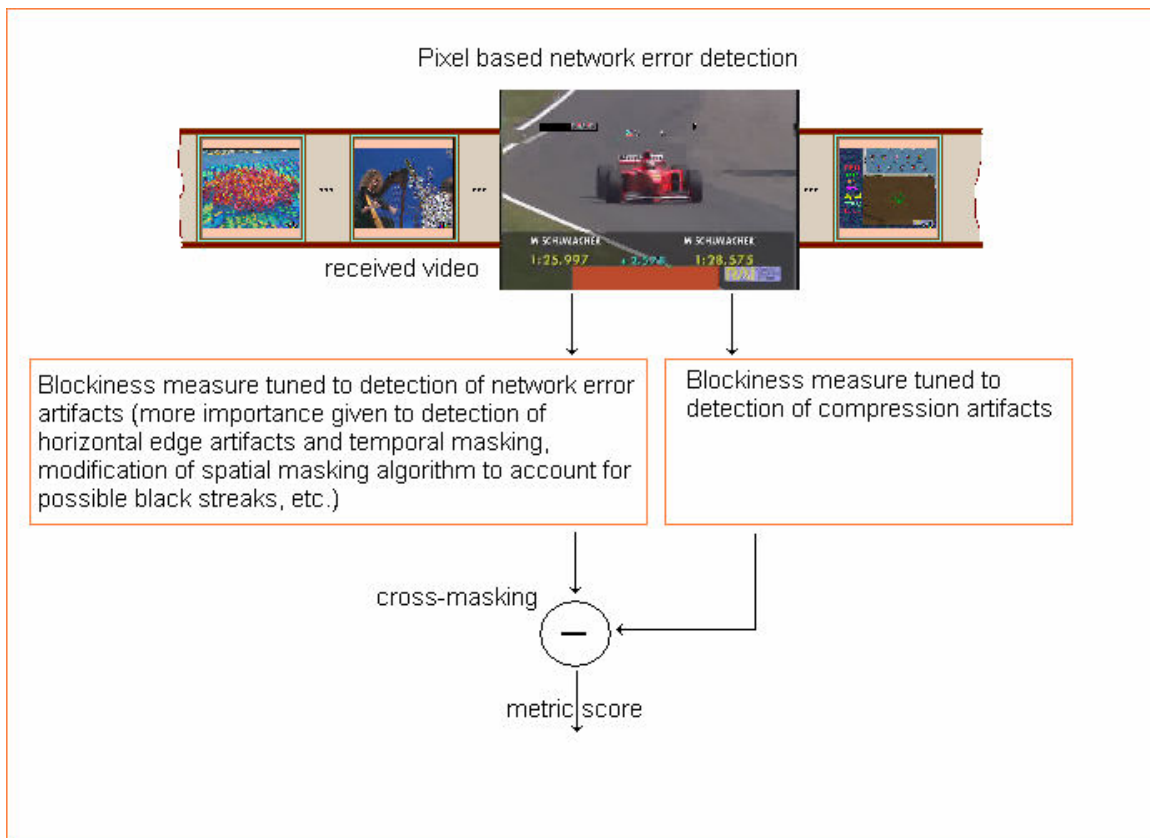 Pixel based network error detection
...
...
...
M SCHUMACHER
M SCHUMACHER
1:25.997
1:28.575
received video
Blockiness measure tuned to detection of network error
artifacts (more importance given to detection of
horizontal edge artifacts and temporal masking,
modification of spatial masking algorithm to account for
possible black streaks, etc.)
Blockiness measure tuned to
detection of compression artifacts
cross-masking
metric score